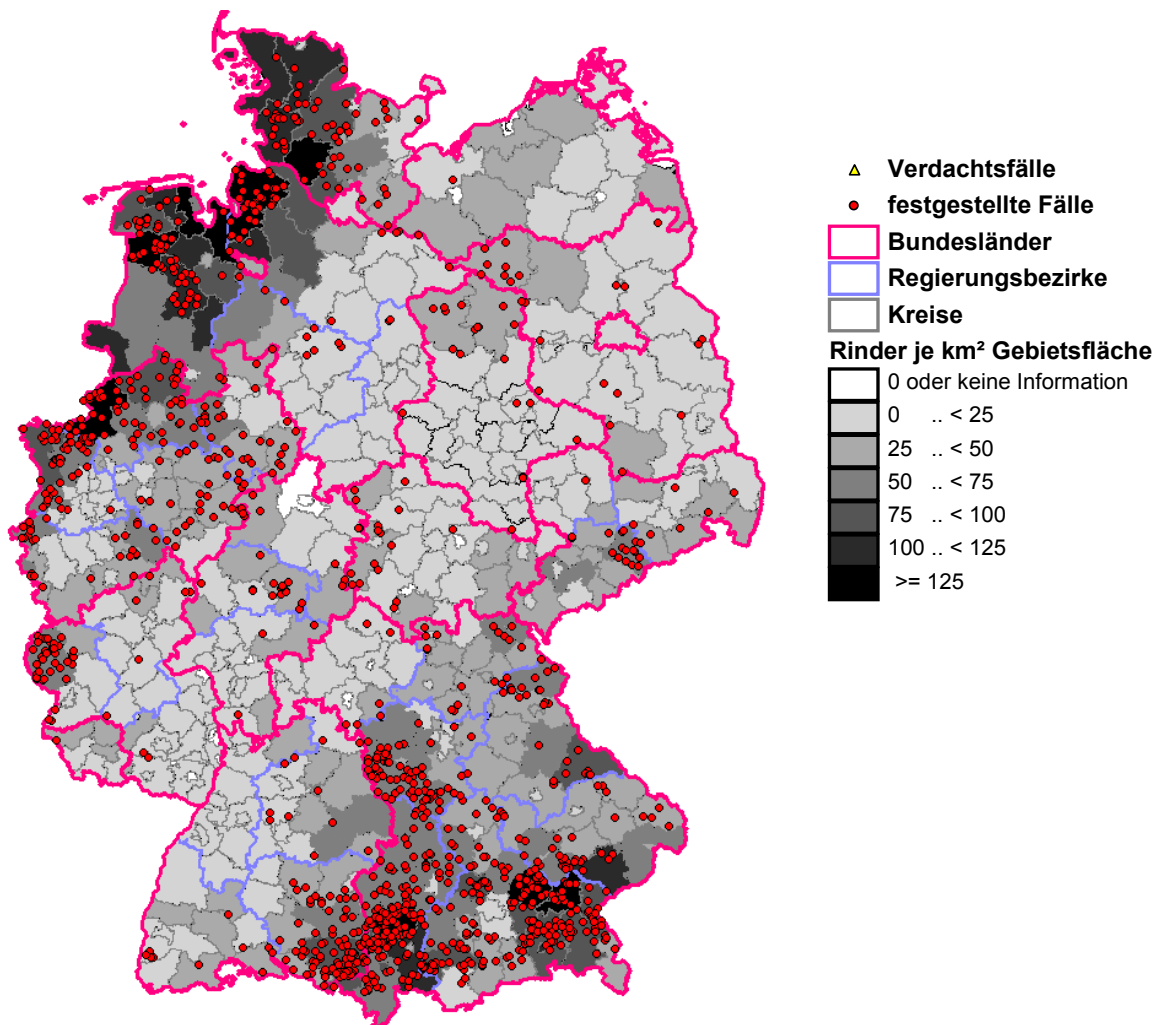 Verdachtsfälle
festgestellte Fälle
Bundesländer
Regierungsbezirke
Kreise
Rinder je km² Gebietsfläche
0 oder keine Information
0 .. < 25
25 .. < 50
50 .. < 75
75 .. < 100
100 .. < 125
>= 125